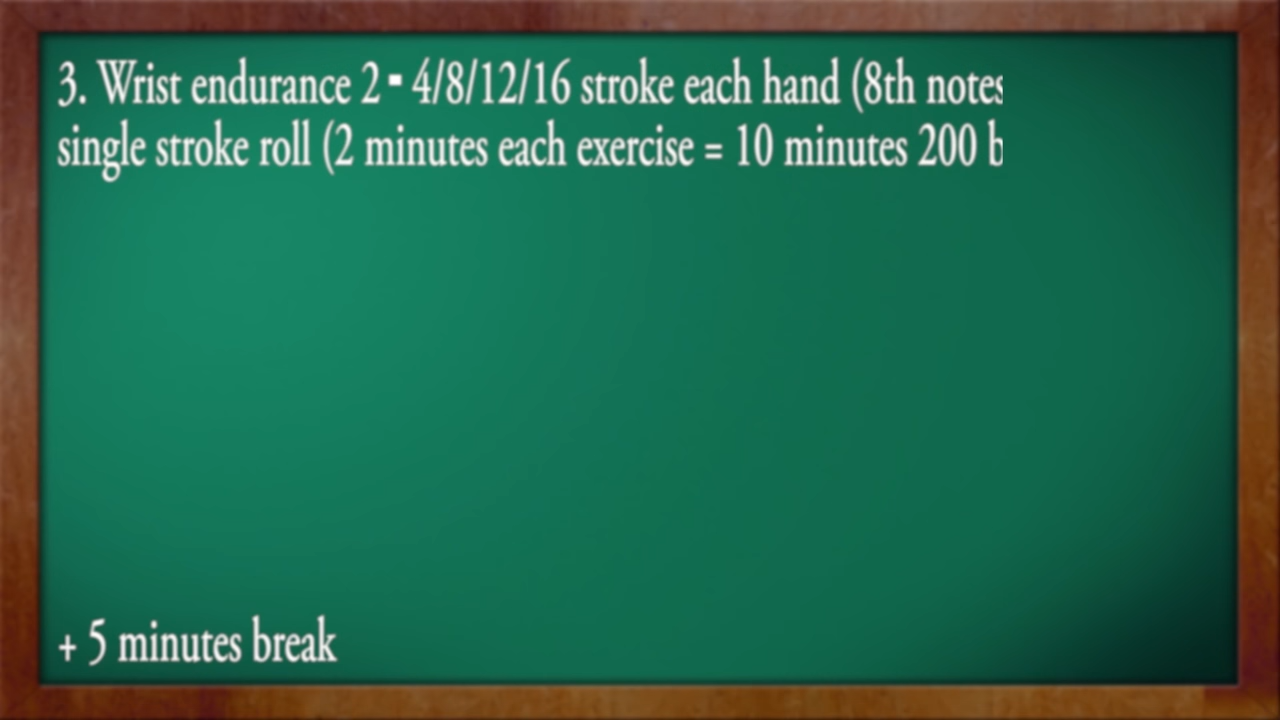 3. Wrist endurance 2 - 4/8/12/16 stroke each hand (8th notes
single stroke roll (2 minutes each exercise = 10 minutes 200 b
+ 5 minutes break